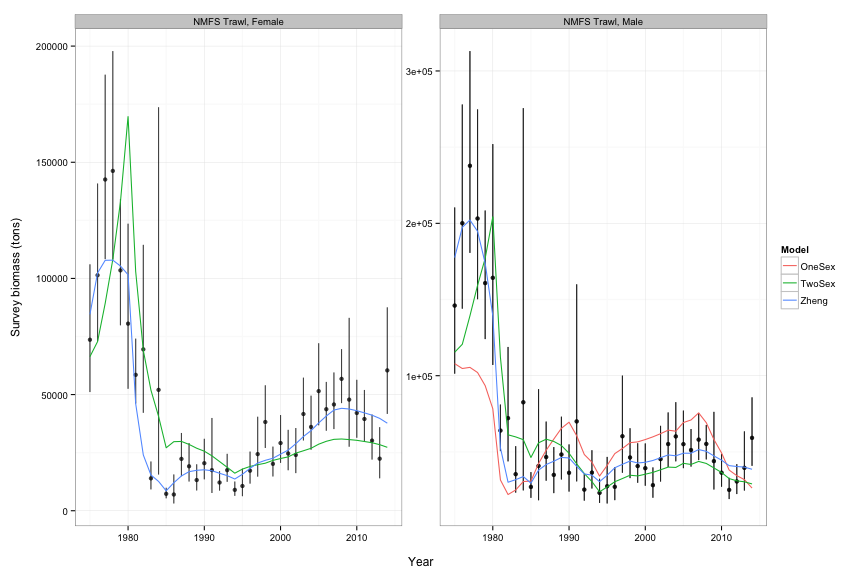 NMFS Trawl, Female
NMFS Trawl, Male
200000
150000
100000
50000
0
3e+05
2e+05
1e+05
Survey biomass (tons)
1980
1990
2000
2010
1980
1990
2000
2010
Year
Model
OneSex
TwoSex
Zheng